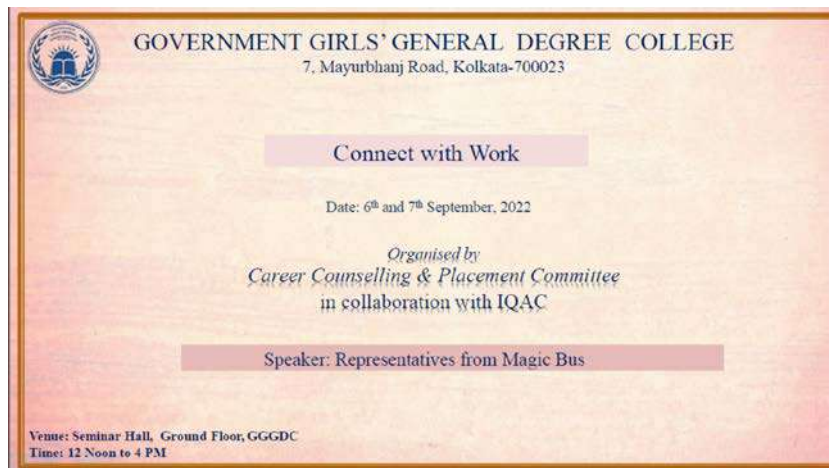 GOVERNMENT GIRLS' GENERAL DEGREE COLLEGE
7, Mayurbhanj Road, Kolkata-700023
Connect with Work
Date: 6th and 7th September, 2022
Organised by
Career Counselling & Placement Committee
in collaboration with IQAC
Speaker: Representatives from Magic Bus
Venue: Seminar Hall, Ground Floor, GGGDC
Time: 12 Noon to 4 PM